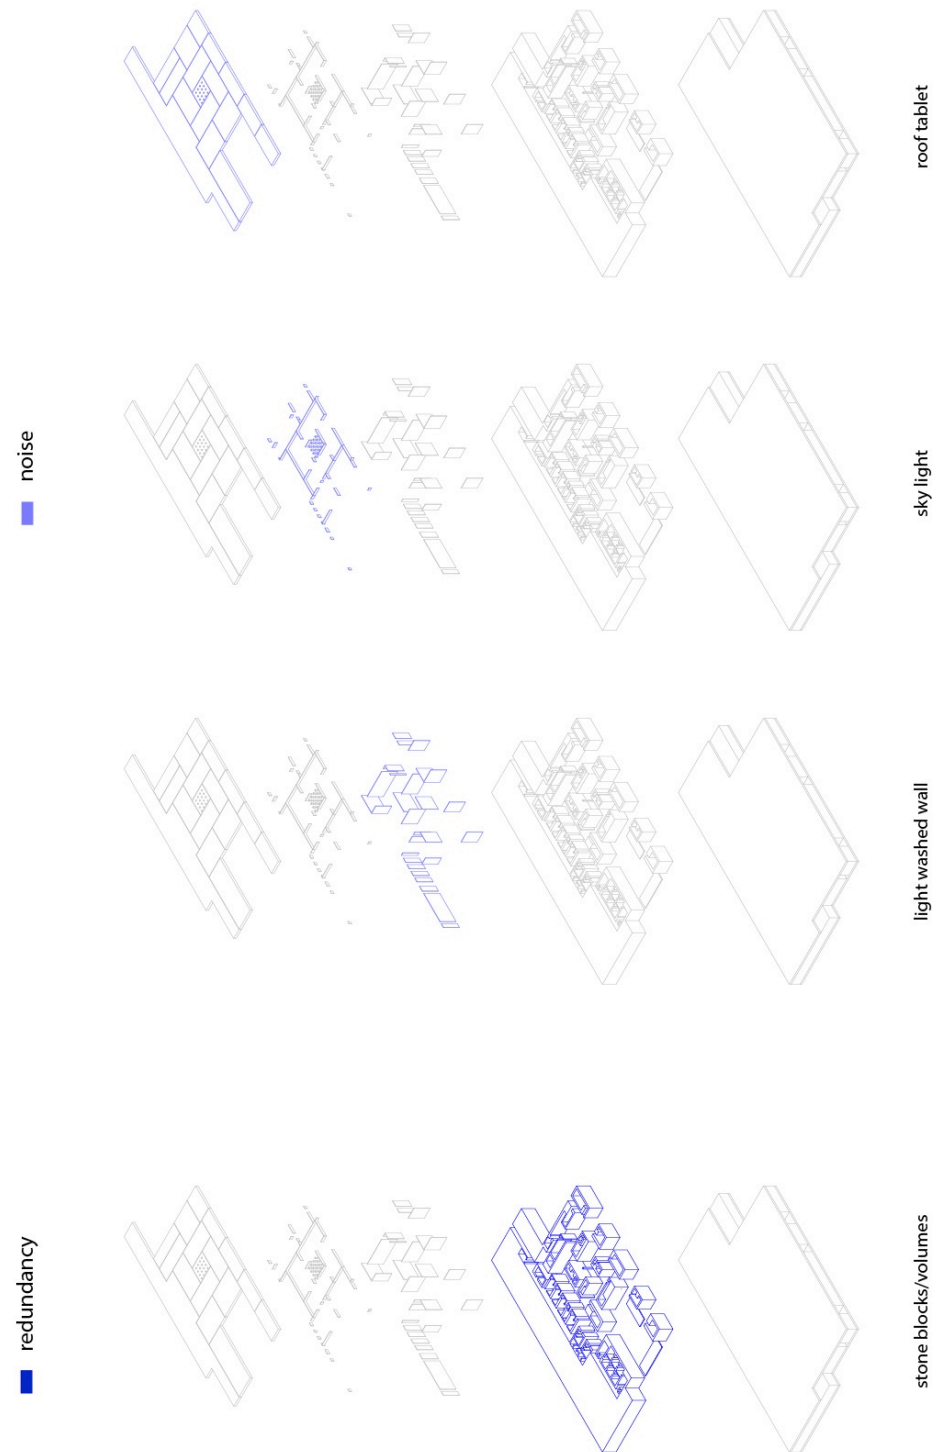 redundancy
noise
stone blocks/volumes
light washed wall
sky light
roof tablet